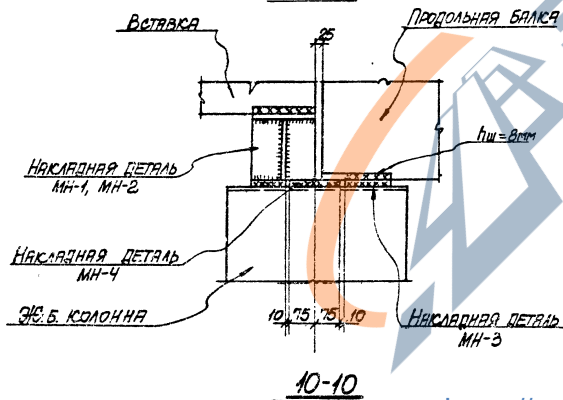 Вставка
25
Продольная балка
hш=8мм
Накладная деталь
МН-1, МН-2
Накладная деталь
МН-4
Ж.Б. колонна
10 75 75 10
Накладная деталь
МН-3
10-10